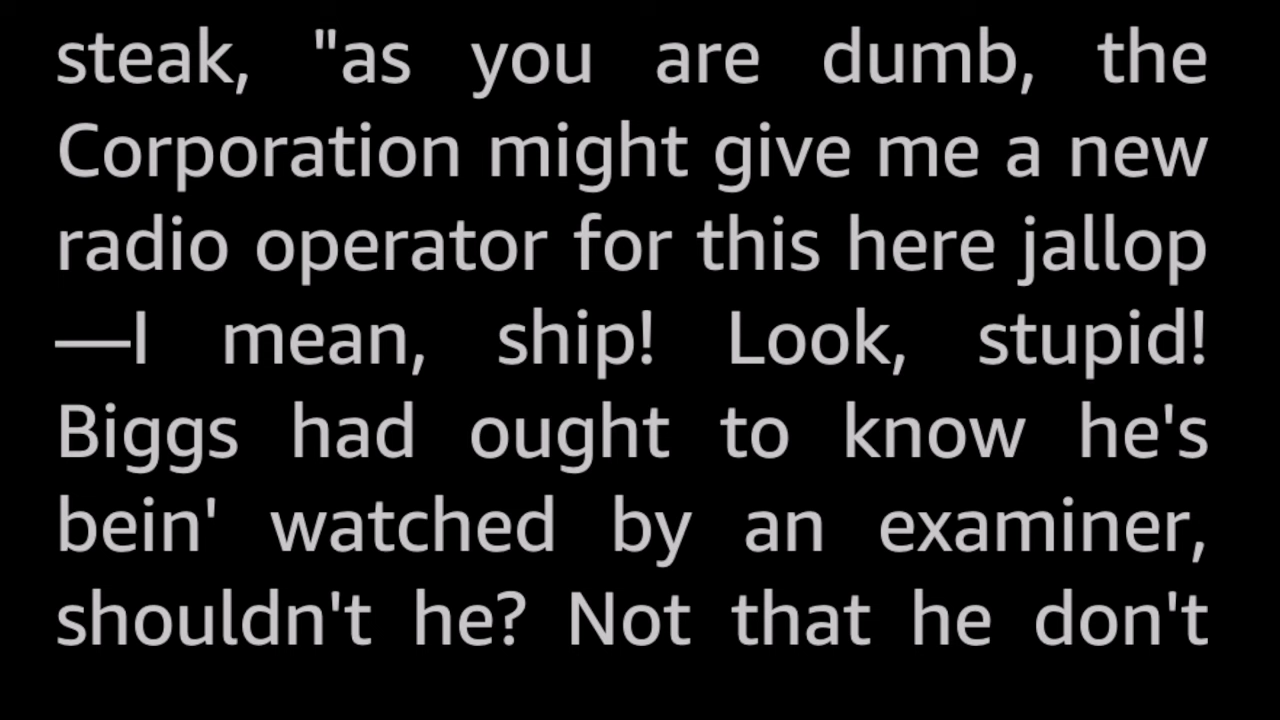 steak, "as you are dumb, the
Corporation might give me a new
radio operator for this here jallop
—I mean, ship! Look, stupid!
Biggs had ought to know he's
bein' watched by an examiner,
shouldn't he? Not that he don't